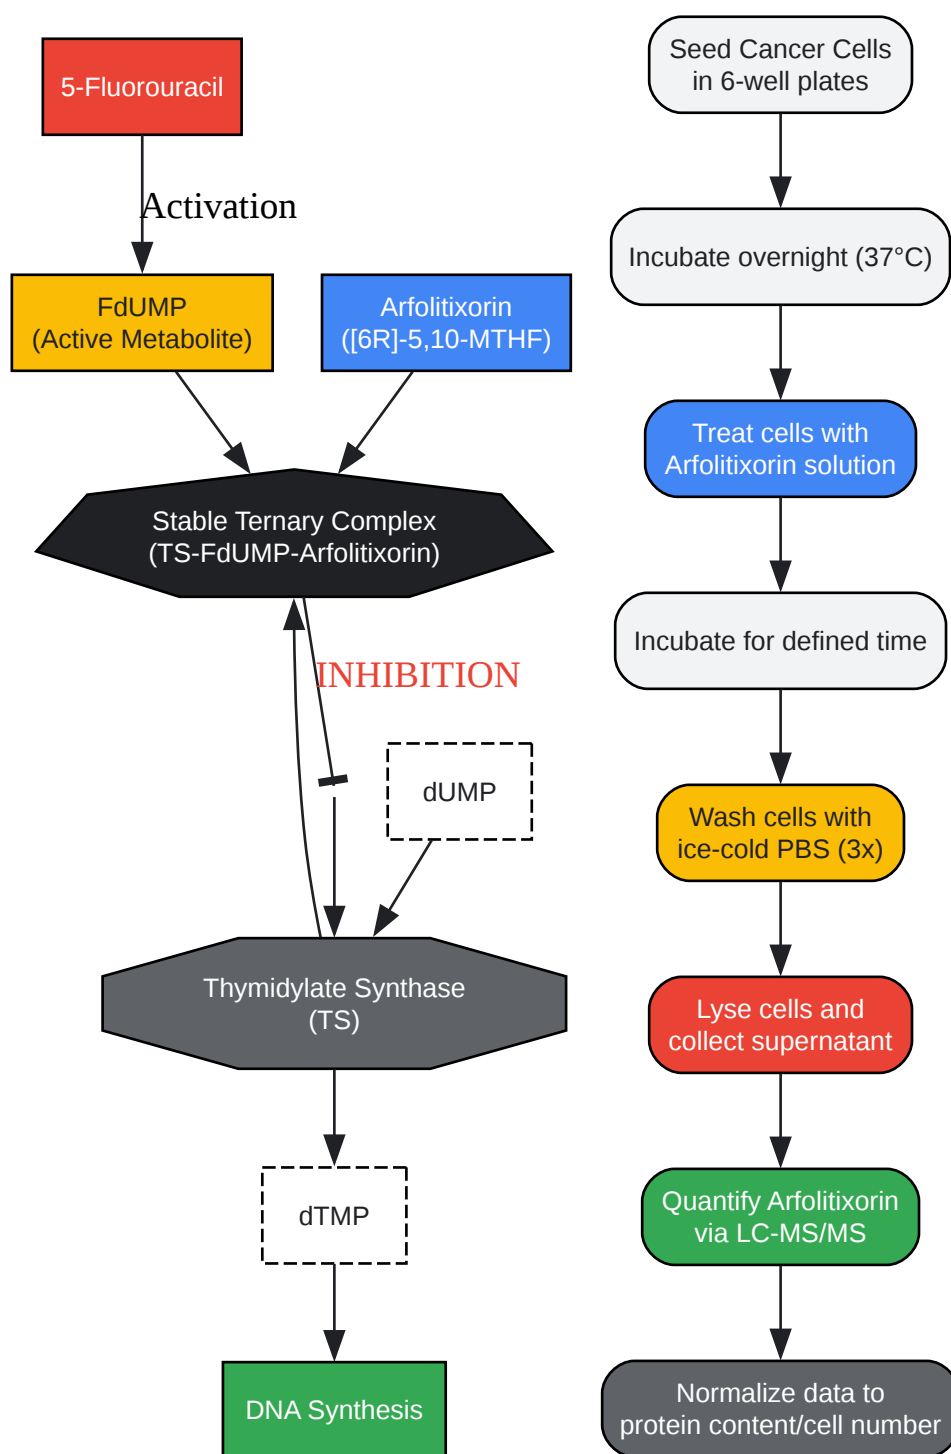 5-Fluorouracil
Activation
FdUMP
(Active Metabolite)
Arfolitixorin
([6R]-5,10-MTHF)
Stable Ternary Complex
(TS-FdUMP-Arfolitixorin)
INHIBITION
dUMP
Thymidylate Synthase
(TS)
dTMP
DNA Synthesis
Seed Cancer Cells
in 6-well plates
Incubate overnight (37°C)
Treat cells with
Arfolitixorin solution
Incubate for defined time
Wash cells with
ice-cold PBS (3x)
Lyse cells and
collect supernatant
Quantify Arfolitixorin
via LC-MS/MS
Normalize data to
protein content/cell number